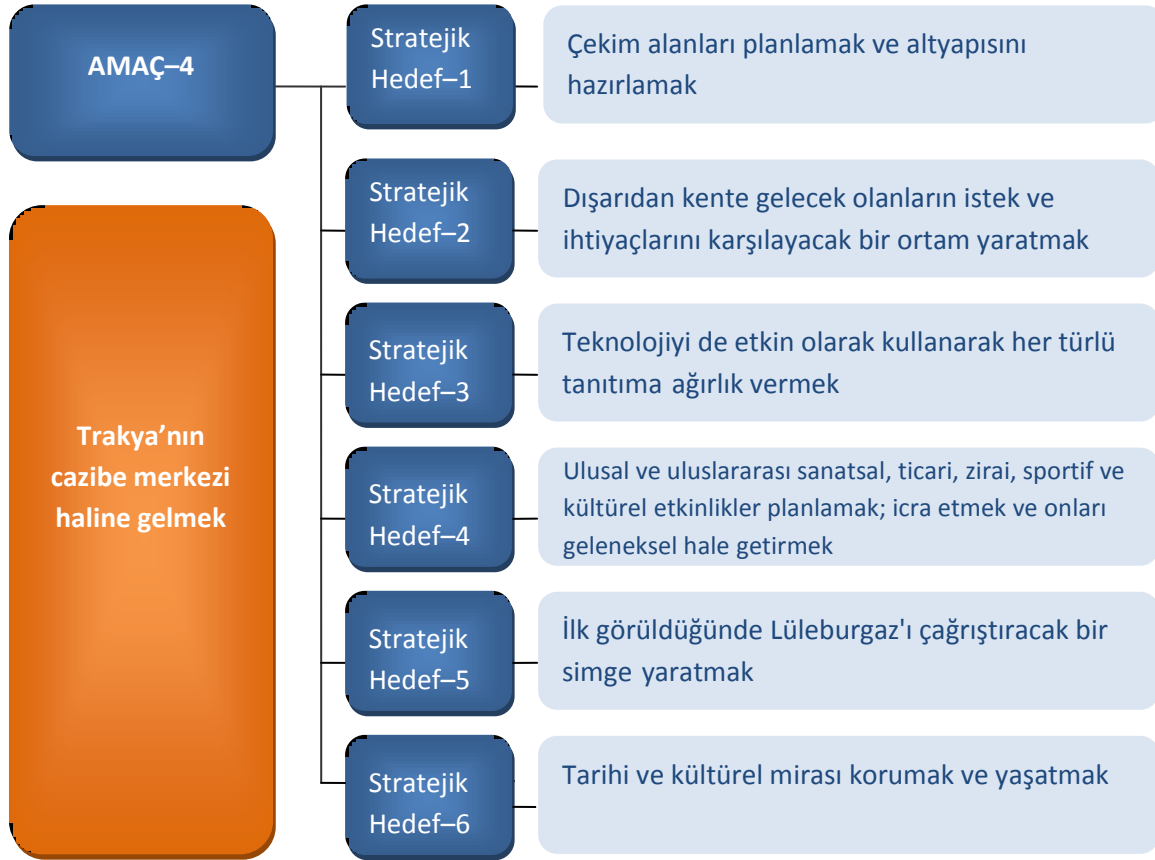 AMAÇ–4
Trakya’nın
cazibe merkezi
haline gelmek
Stratejik
Hedef–1
Çekim alanları planlamak ve altyapısını
hazırlamak
Stratejik
Hedef–2
Dışarıdan kente gelecek olanların istek ve
ihtiyaçlarını karşılayacak bir ortam yaratmak
Stratejik
Hedef–3
Teknolojiyi de etkin olarak kullanarak her türlü
tanıtıma ağırlık vermek
Stratejik
Hedef–4
Ulusal ve uluslararası sanatsal, ticari, zirai, sportif ve
kültürel etkinlikler planlamak; icra etmek ve onları
geleneksel hale getirmek
Stratejik
Hedef–5
İlk görüldüğünde Lüleburgaz'ı çağrıştıracak bir
simge yaratmak
Stratejik
Hedef–6
Tarihi ve kültürel mirası korumak ve yaşatmak